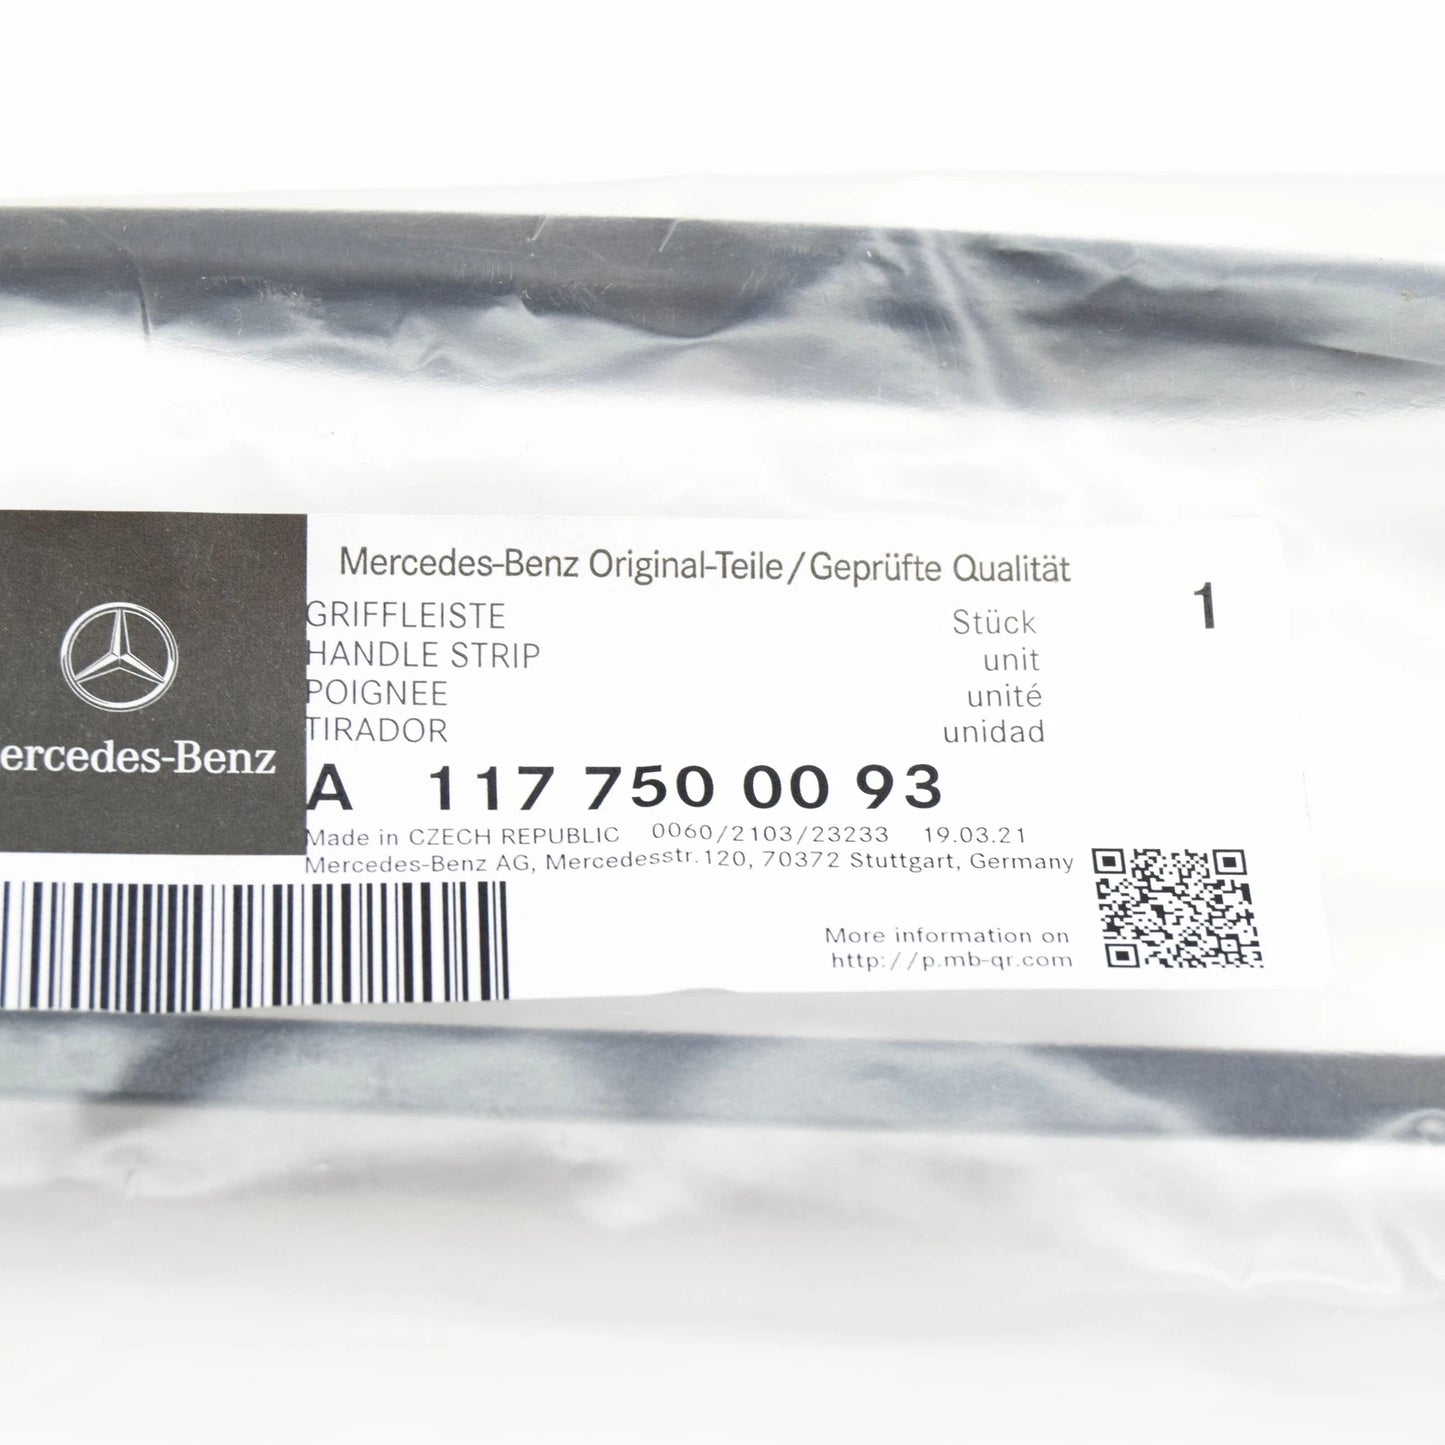 Mercedes-Benz Original-Teile/Geprüfte Qualität
1
GRIFFLEISTE Stück
HANDLE STRIP unit
POIGNEE unité
TIRADOR unidad
ercedes-Benz
A 117 750 00 93
Made in CZECH REPUBLIC 0060/2103/23233 19.03.21
Mercedes-Benz AG, Mercedesstr.120, 70372 Stuttgart, Germany
More information on
http://p.mb-qr.com